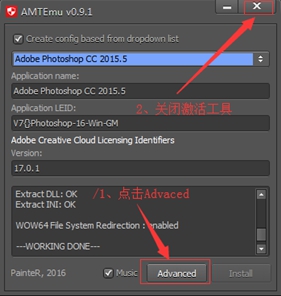 AMTEmu v0.9.1
Create config based from dropdown list
Adobe Photoshop CC 2015.5
Application name:
Adobe Photoshop CC 2015.5
2、关闭激活工具
Application LEID:
V7{}Photoshop-16-Win-GM
Adobe Creative Cloud Licensing Identifiers
Version:
17.0.1
Extract DLL: OK
Extract INI: OK
/1、点击Advaced
WOW64 File System Redirection : enabled
---WORKING DONE---
PainteR, 2016 Music Advanced Install